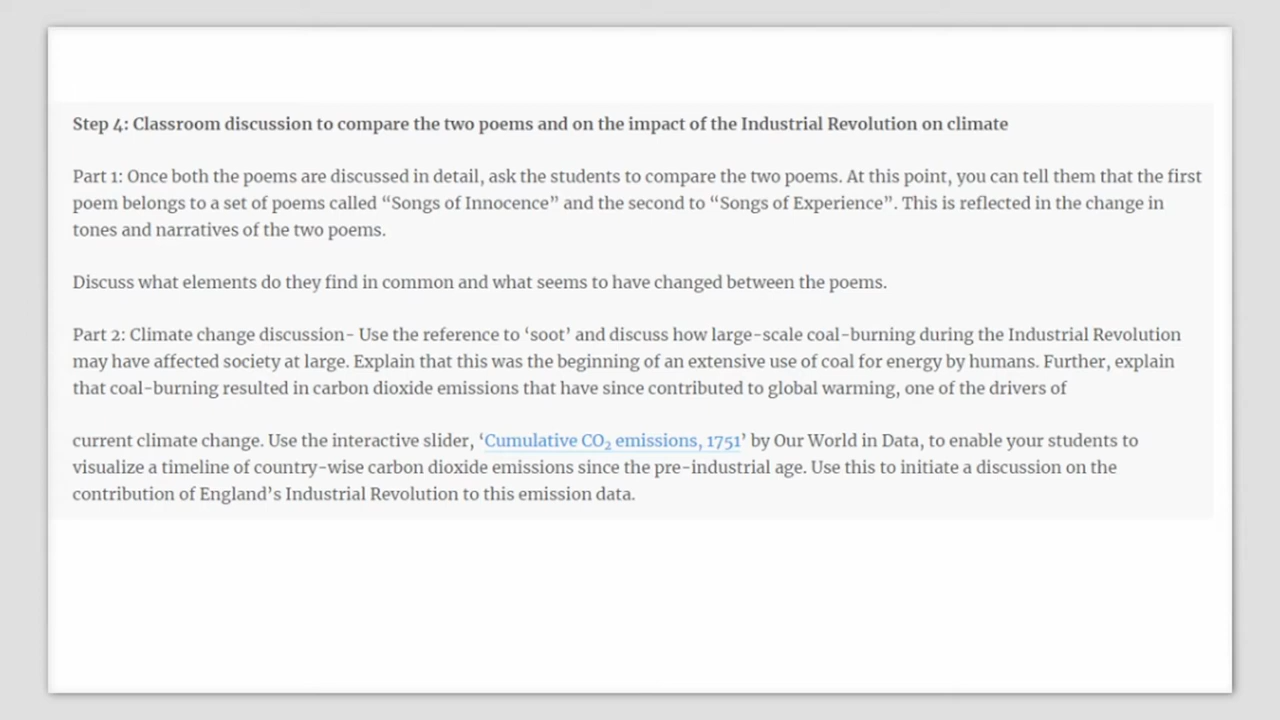 Step 4: Classroom discussion to compare the two poems and on the impact of the Industrial Revolution on climate
Part 1: Once both the poems are discussed in detail, ask the students to compare the two poems. At this point, you can tell them that the first
poem belongs to a set of poems called “Songs of Innocence” and the second to “Songs of Experience”. This is reflected in the change in
tones and narratives of the two poems.
Discuss what elements do they find in common and what seems to have changed between the poems.
Part 2: Climate change discussion- Use the reference to ‘soot’ and discuss how large-scale coal-burning during the Industrial Revolution
may have affected society at large. Explain that this was the beginning of an extensive use of coal for energy by humans. Further, explain
that coal-burning resulted in carbon dioxide emissions that have since contributed to global warming, one of the drivers of
current climate change. Use the interactive slider, ‘Cumulative CO₂ emissions, 1751’ by Our World in Data, to enable your students to
visualize a timeline of country-wise carbon dioxide emissions since the pre-industrial age. Use this to initiate a discussion on the
contribution of England’s Industrial Revolution to this emission data.